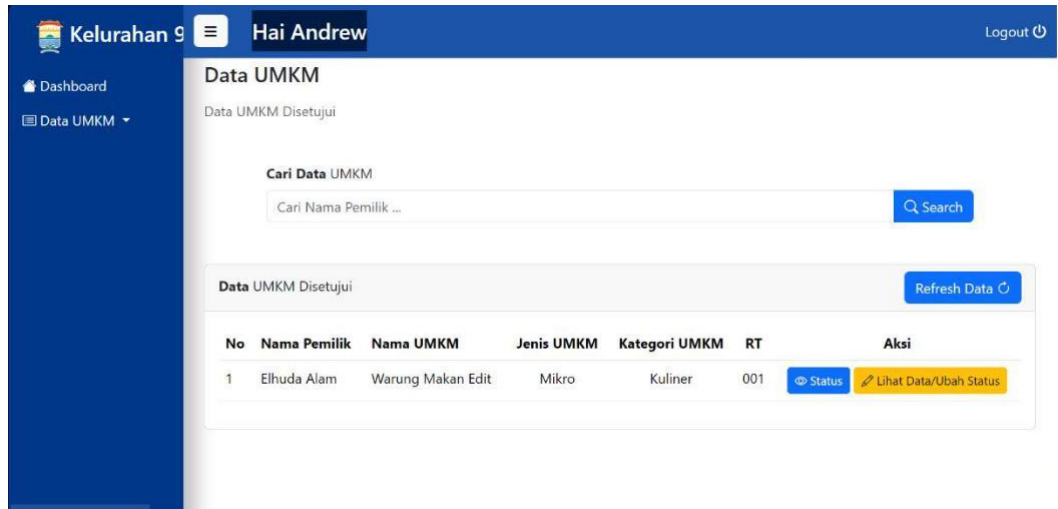 Kelurahan 9
Hai Andrew
Logout
Dashboard
Data UMKM
Data UMKM
Data UMKM Disetujui
Cari Data UMKM
Cari Nama Pemilik ...
Search
Data UMKM Disetujui
Refresh Data
No Nama Pemilik Nama UMKM Jenis UMKM Kategori UMKM RT Aksi
1 Elhuda Alam Warung Makan Edit Mikro Kuliner 001 Status Lihat Data/Ubah Status